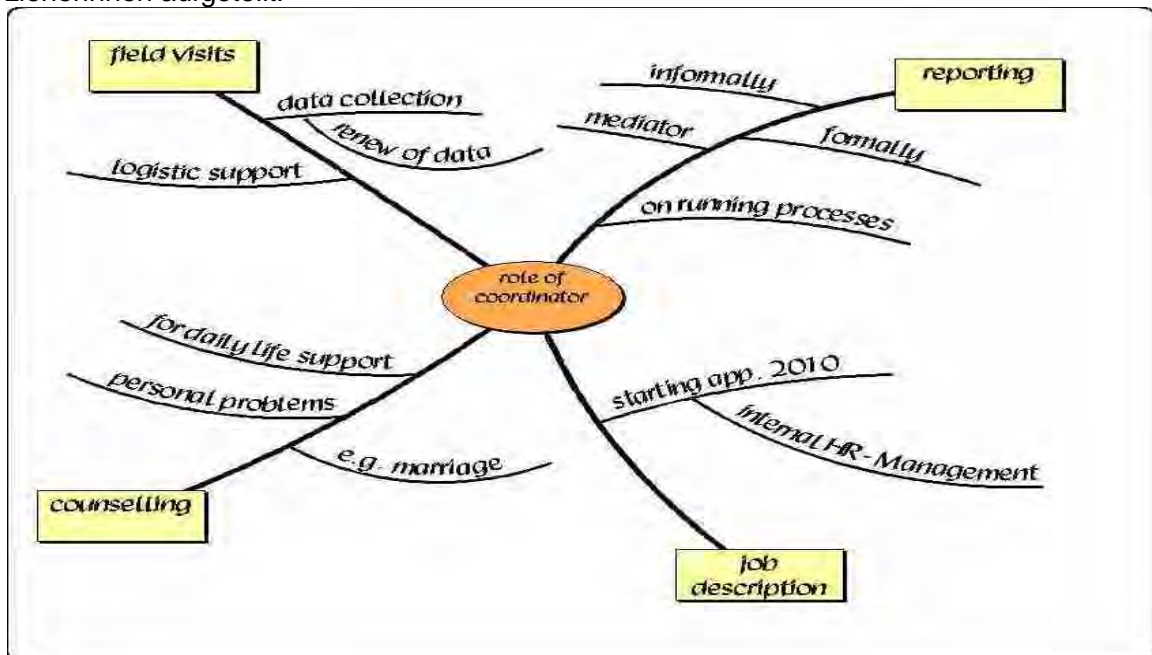 field visits
data collection
renew of data
logistic support
informally
reporting
mediator
formally
on running processes
role of
coordinator
for daily life support
personal problems
e.g. marriage
counselling
starting app. 2010
internal HR - Management
job
description